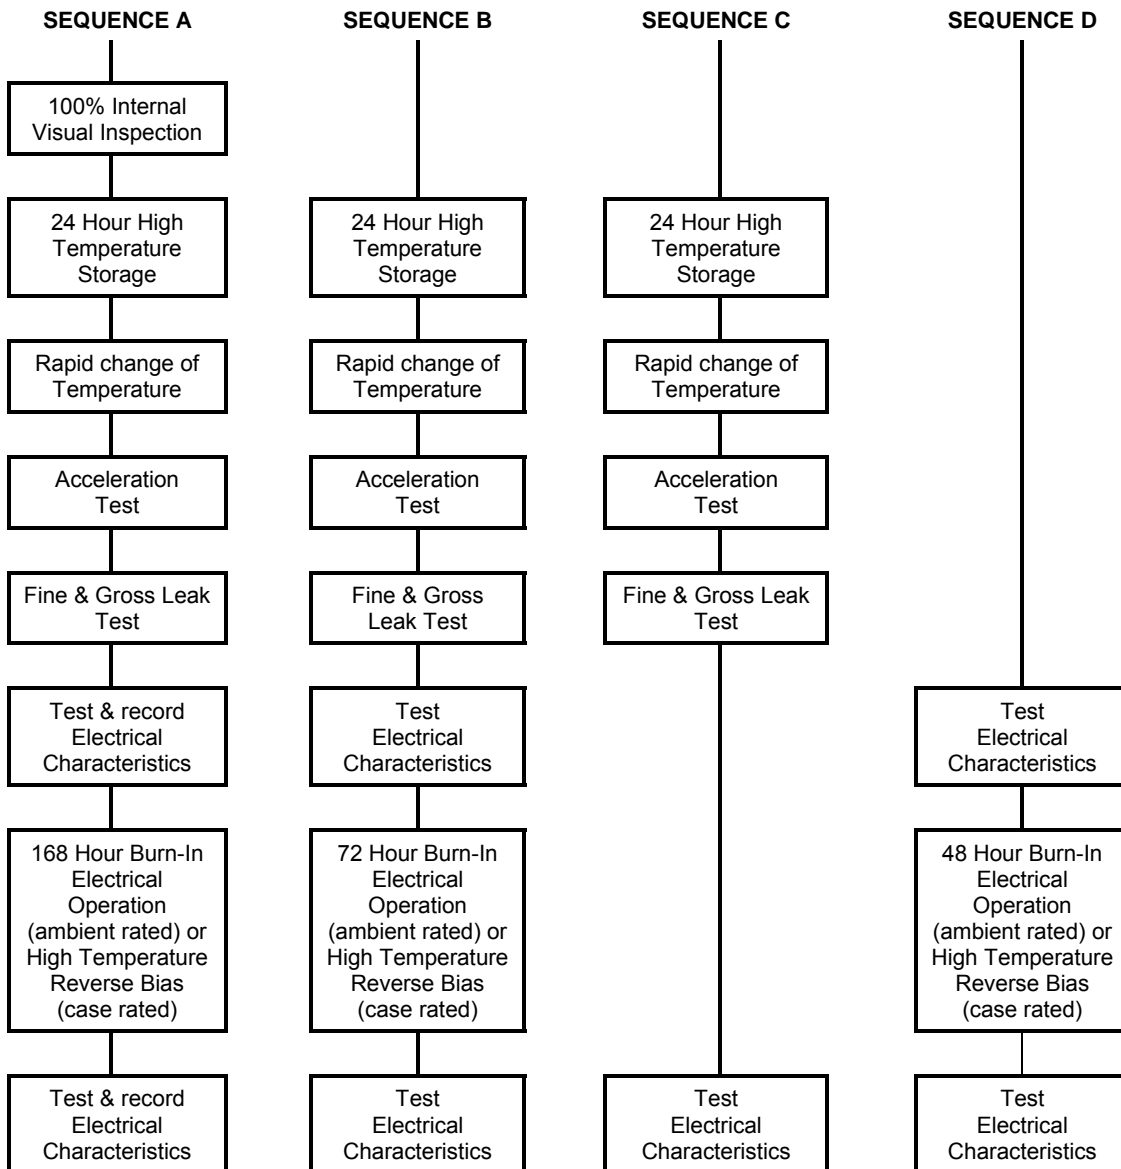 SEQUENCE A
100% Internal
Visual Inspection
24 Hour High
Temperature
Storage
Rapid change of
Temperature
Acceleration
Test
Fine & Gross Leak
Test
Test & record
Electrical
Characteristics
168 Hour Burn-In
Electrical
Operation
(ambient rated) or
High Temperature
Reverse Bias
(case rated)
Test & record
Electrical
Characteristics
SEQUENCE B
24 Hour High
Temperature
Storage
Rapid change of
Temperature
Acceleration
Test
Fine & Gross
Leak Test
Test
Electrical
Characteristics
72 Hour Burn-In
Electrical
Operation
(ambient rated) or
High Temperature
Reverse Bias
(case rated)
Test
Electrical
Characteristics
SEQUENCE C
24 Hour High
Temperature
Storage
Rapid change of
Temperature
Acceleration
Test
Fine & Gross Leak
Test
Test
Electrical
Characteristics
SEQUENCE D
Test
Electrical
Characteristics
48 Hour Burn-In
Electrical
Operation
(ambient rated) or
High Temperature
Reverse Bias
(case rated)
Test
Electrical
Characteristics